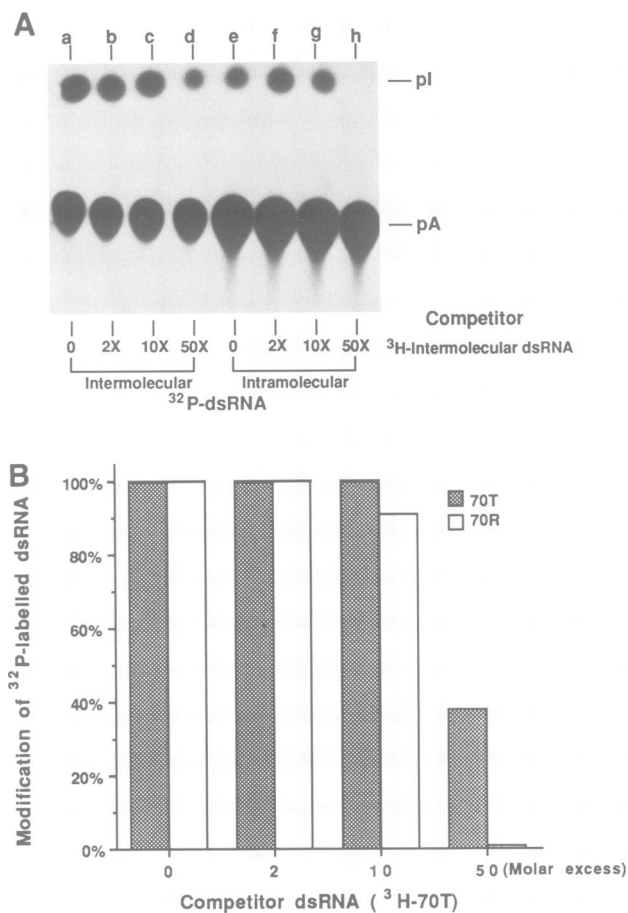 A
a b c d e f g h
pI
pA
Competitor
0 2X 10X 50X 0 2X 10X 50X ³H-Intermolecular dsRNA
Intermolecular Intramolecular
³²P-dsRNA
B
Modification of ³²P-labelled dsRNA
100%
80%
60%
40%
20%
0%
70T
70R
0 2 10 50 (Molar excess)
Competitor dsRNA (³H-70T)